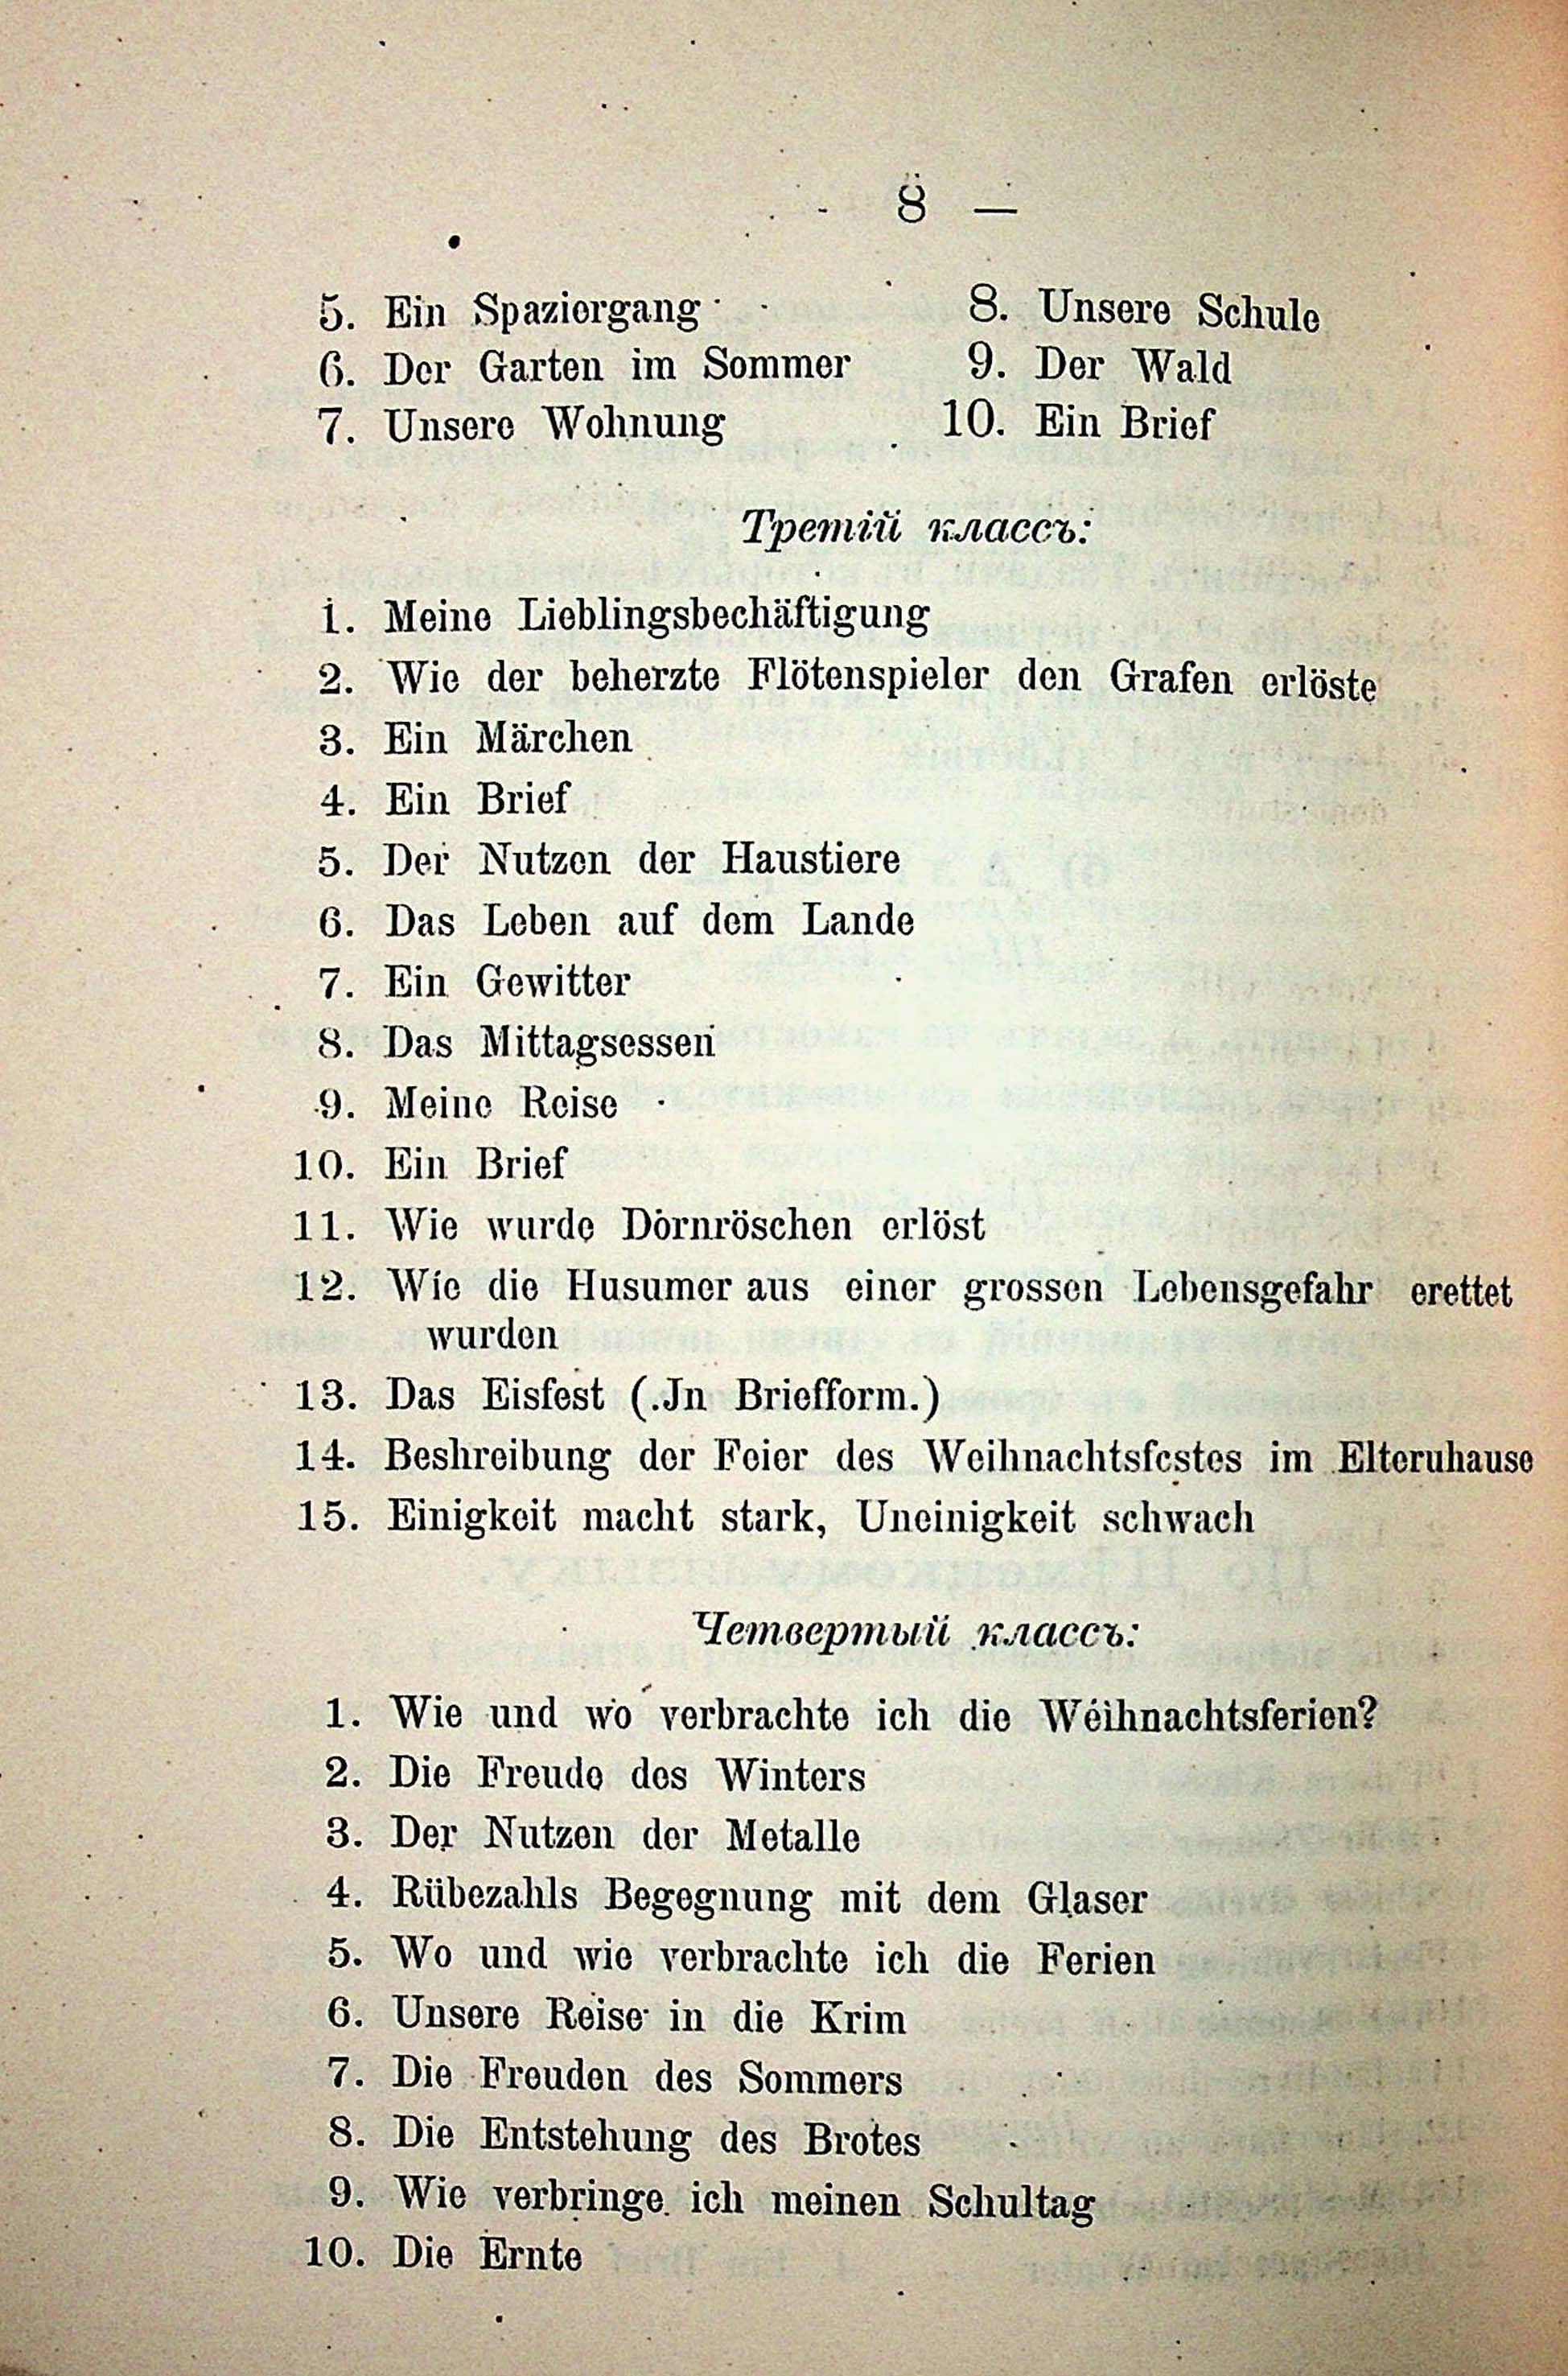 8 —
5. Ein Spaziergang
6. Der Garten im Sommer
7. Unsere Wohnung
8. Unsere Schule
9. Der Wald
10. Ein Brief
Третій классъ:
1. Meine Lieblingsbechäftigung
2. Wie der beherzte Flötenspieler den Grafen erlöste
3. Ein Märchen
4. Ein Brief
5. Der Nutzen der Haustiere
6. Das Leben auf dem Lande
7. Ein Gewitter
8. Das Mittagsessen
9. Meine Reise
10. Ein Brief
11. Wie wurde Dornröschen erlöst
12. Wie die Husumer aus einer grossen Lebensgefahr erettet
wurden
13. Das Eisfest (.Jn Briefform.)
14. Beshreibung der Feier des Weihnachtsfestes im Elteruhause
15. Einigkeit macht stark, Uneinigkeit schwach
Четвертый классъ:
1. Wie und wo verbrachte ich die Weihnachtsferien?
2. Die Freude des Winters
3. Der Nutzen der Metalle
4. Rübezahls Begegnung mit dem Glaser
5. Wo und wie verbrachte ich die Ferien
6. Unsere Reise in die Krim
7. Die Freuden des Sommers
8. Die Entstehung des Brotes
9. Wie verbringe ich meinen Schultag
10. Die Ernte